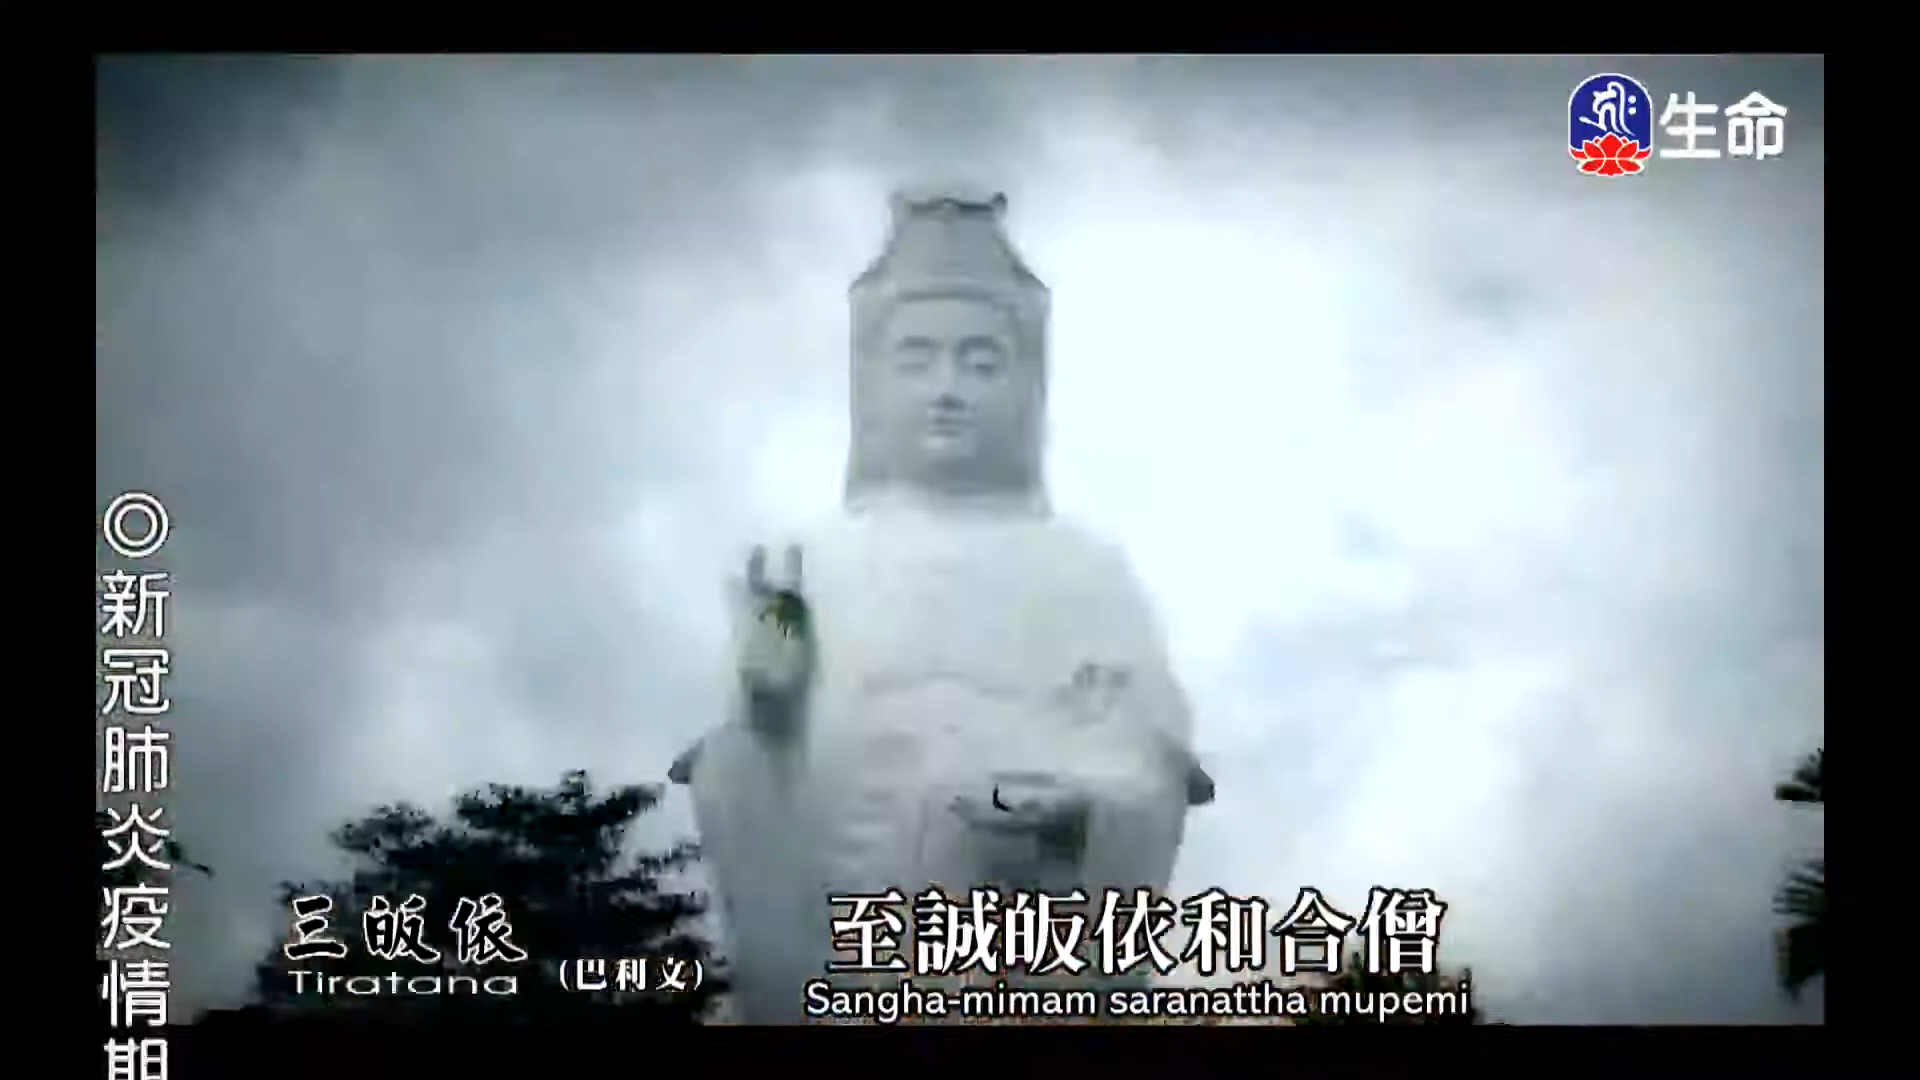 生命
◎新冠肺炎疫情期
三皈依
Tiratana
(巴利文)
至誠皈依和合僧
Sangha-mimam saranattha mupemi